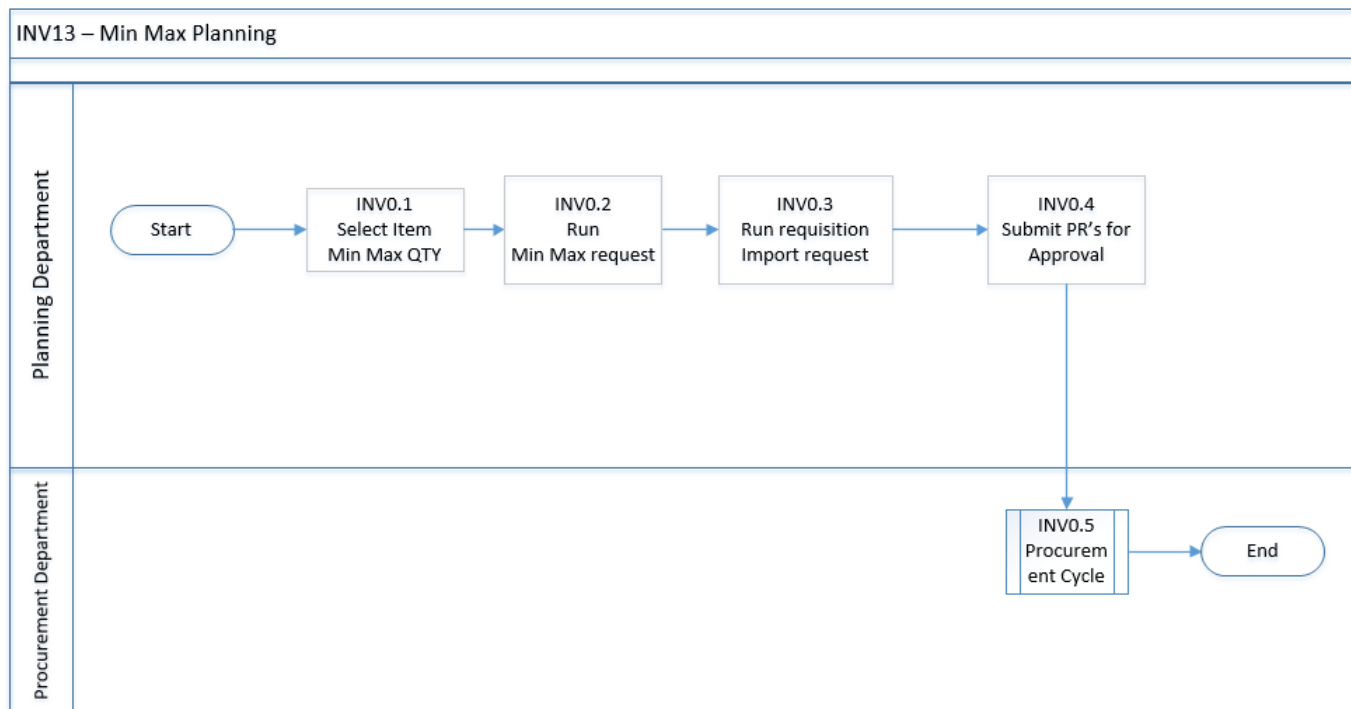 INV13 – Min Max Planning
Planning Department
Start
INV0.1
Select Item
Min Max QTY
INV0.2
Run
Min Max request
INV0.3
Run requisition
Import request
INV0.4
Submit PR's for
Approval
Procurement Department
INV0.5
Procurem
ent Cycle
End